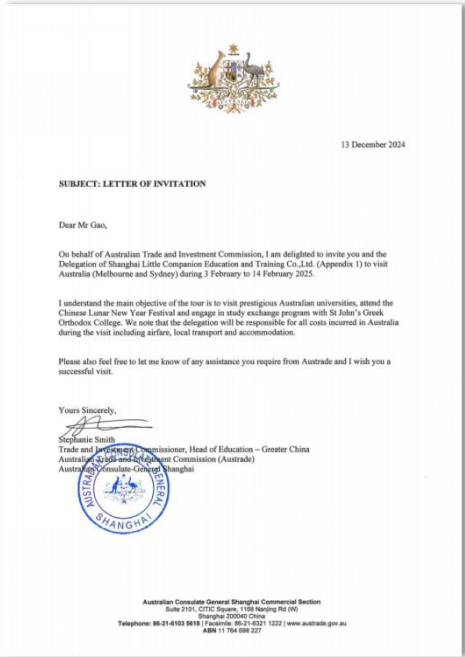 AUSTRALIA
13 December 2024
SUBJECT: LETTER OF INVITATION
Dear Mr Gao,
On behalf of Australian Trade and Investment Commission, I am delighted to invite you and the
Delegation of Shanghai Little Companion Education and Training Co.,Ltd. (Appendix 1) to visit
Australia (Melbourne and Sydney) during 3 February to 14 February 2025.
I understand the main objective of the tour is to visit prestigious Australian universities, attend the
Chinese Lunar New Year Festival and engage in study exchange program with St John's Greek
Orthodox College. We note that the delegation will be responsible for all costs incurred in Australia
during the visit including airfare, local transport and accommodation.
Please also feel free to let me know of any assistance you require from Austrade and I wish you a
successful visit.
Yours Sincerely,
Stephanie Smith
Trade and Investment Commissioner, Head of Education – Greater China
Australian Trade and Investment Commission (Austrade)
Australian Consulate-General Shanghai
AUSTRALIAN CONSULATE GENERAL
SHANGHAI
Australian Consulate General Shanghai Commercial Section
Suite 2101, CITIC Square, 1168 Nanjing Rd (W)
Shanghai 200040 China
Telephone: 86-21-6103 5618 | Facsimile: 86-21-6321 1222 | www.austrade.gov.au
ABN 11 764 698 227